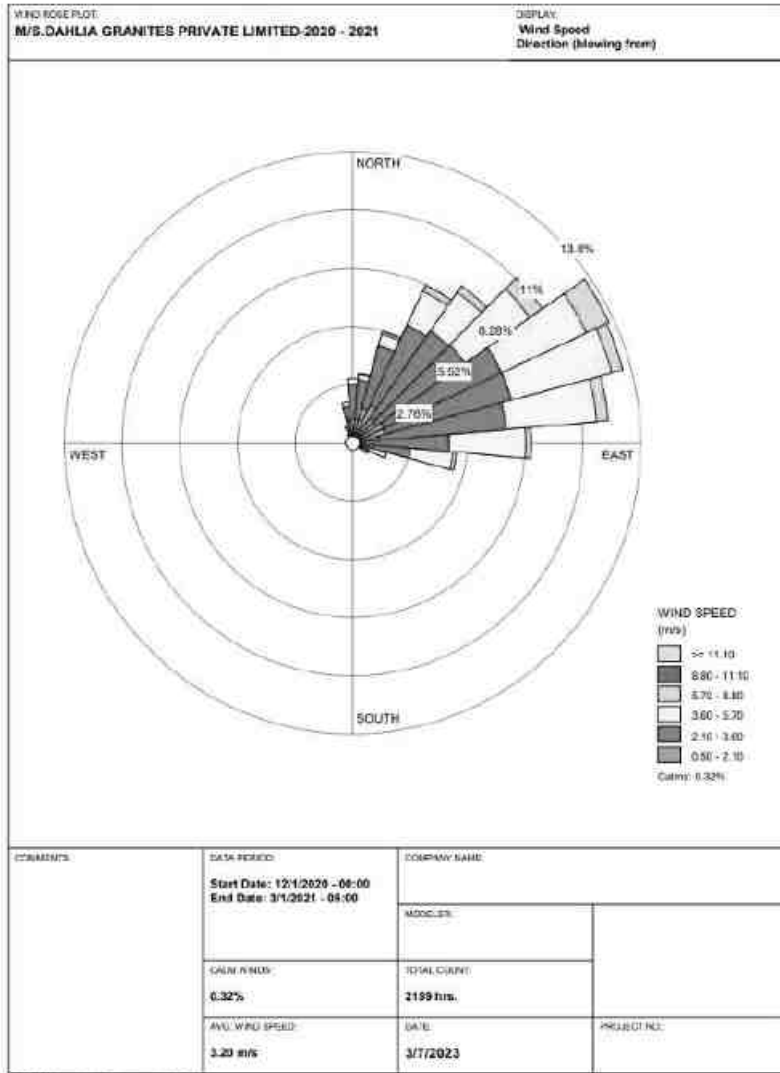 WIND ROSE PLOT:
M/S.DAHLIA GRANITES PRIVATE LIMITED-2020 - 2021
DISPLAY:
Wind Speed
Direction (blowing from)
NORTH
13.8%
11%
8.28%
5.52%
2.76%
WEST
EAST
SOUTH
WIND SPEED
(m/s)
>= 11.10
8.80 - 11.10
5.70 - 8.80
3.60 - 5.70
2.10 - 3.60
0.50 - 2.10
Calms: 0.32%
COMMENTS:
DATA PERIOD:
Start Date: 12/1/2020 - 00:00
End Date: 3/1/2021 -
COMPANY NAME:
MODELER:
CALM WINDS:
0.32%
TOTAL COUNT:
hrs.
AVG. WIND SPEED:
3.20 m/s
DATE:
3/7/2023
PROJECT NO.: